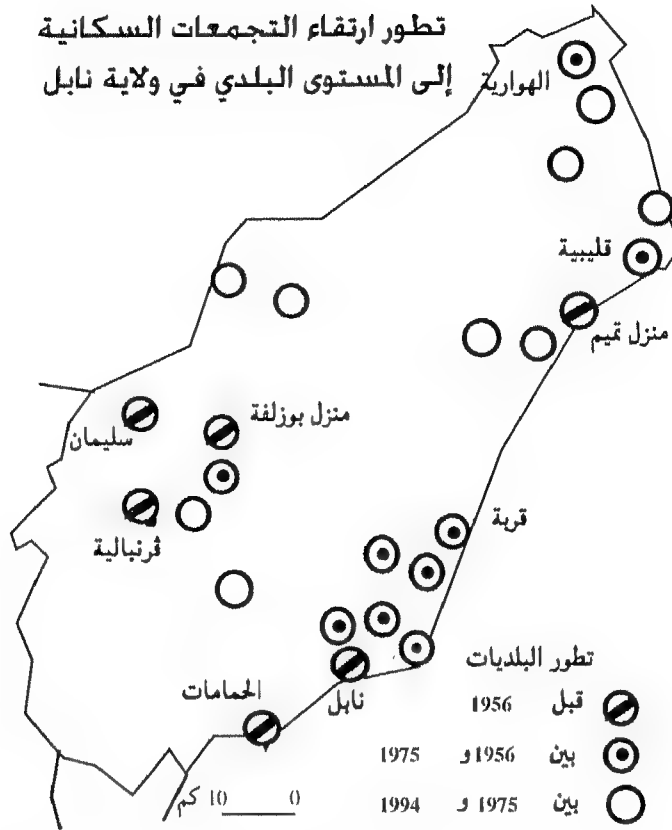 تطور ارتقاء التجمعات السكانية
إلى المستوى البلدي في ولاية نابل
الهوارية
قليبية
منزل تميم
منزل بوزلفة
سليمان
ڤرنبالية
قربة
الحمامات
نابل
تطور البلديات
قبل 1956
بين 1956 و 1975
بين 1975 و 1994
0 10 كم